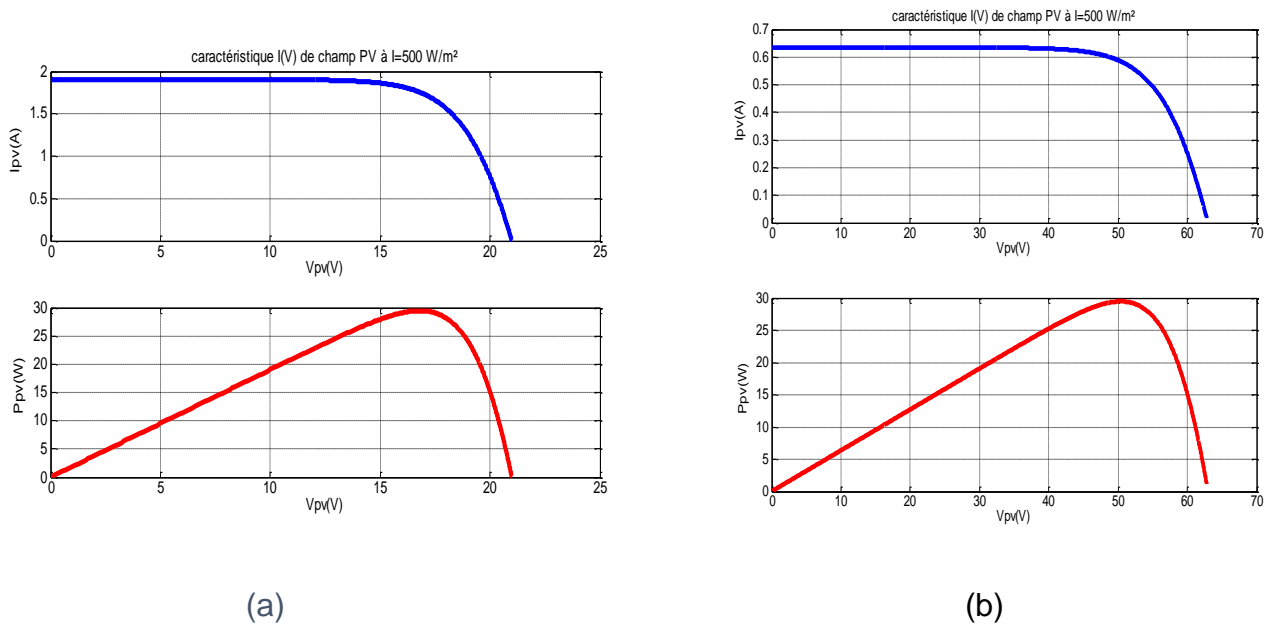 caractéristique I(V) de champ PV à I=500 W/m²
2
1.5
1
0.5
0
Ipv(A)
0 5 10 15 20 25
Vpv(V)
30
25
20
15
10
5
0
Ppv(W)
0 5 10 15 20 25
Vpv(V)
(a)
caractéristique I(V) de champ PV à I=500 W/m²
0.7
0.6
0.5
0.4
0.3
0.2
0.1
0
Ipv(A)
0 10 20 30 40 50 60 70
Vpv(V)
30
25
20
15
10
5
0
Ppv(W)
0 10 20 30 40 50 60 70
Vpv(V)
(b)